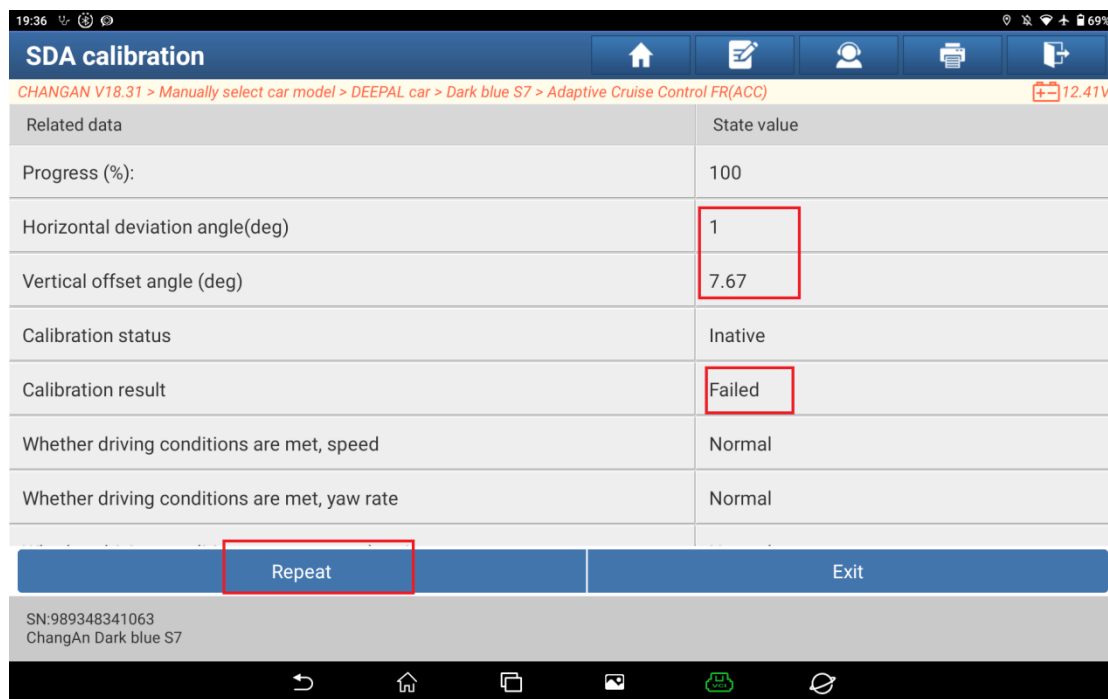 19:36
69%
SDA calibration
CHANGAN V18.31 > Manually select car model > DEEPAL car > Dark blue S7 > Adaptive Cruise Control FR(ACC)
12.41V
Related data State value
Progress (%): 100
Horizontal deviation angle(deg) 1
Vertical offset angle (deg) 7.67
Calibration status Inative
Calibration result Failed
Whether driving conditions are met, speed Normal
Whether driving conditions are met, yaw rate Normal
Repeat Exit
SN:989348341063
ChangAn Dark blue S7
VCI